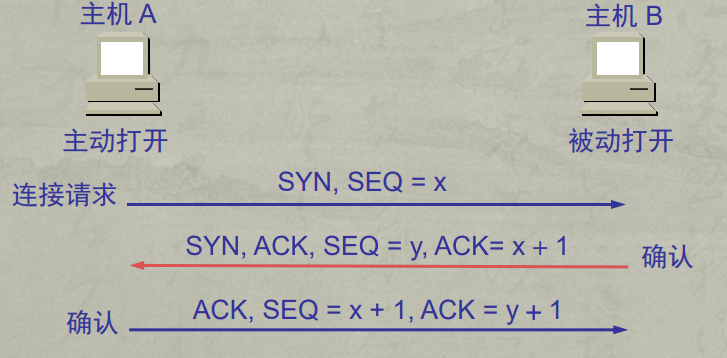 主机 A
主机 B
主动打开
被动打开
连接请求
SYN, SEQ = x
SYN, ACK, SEQ = y, ACK= x + 1
确认
确认
ACK, SEQ = x + 1, ACK = y + 1